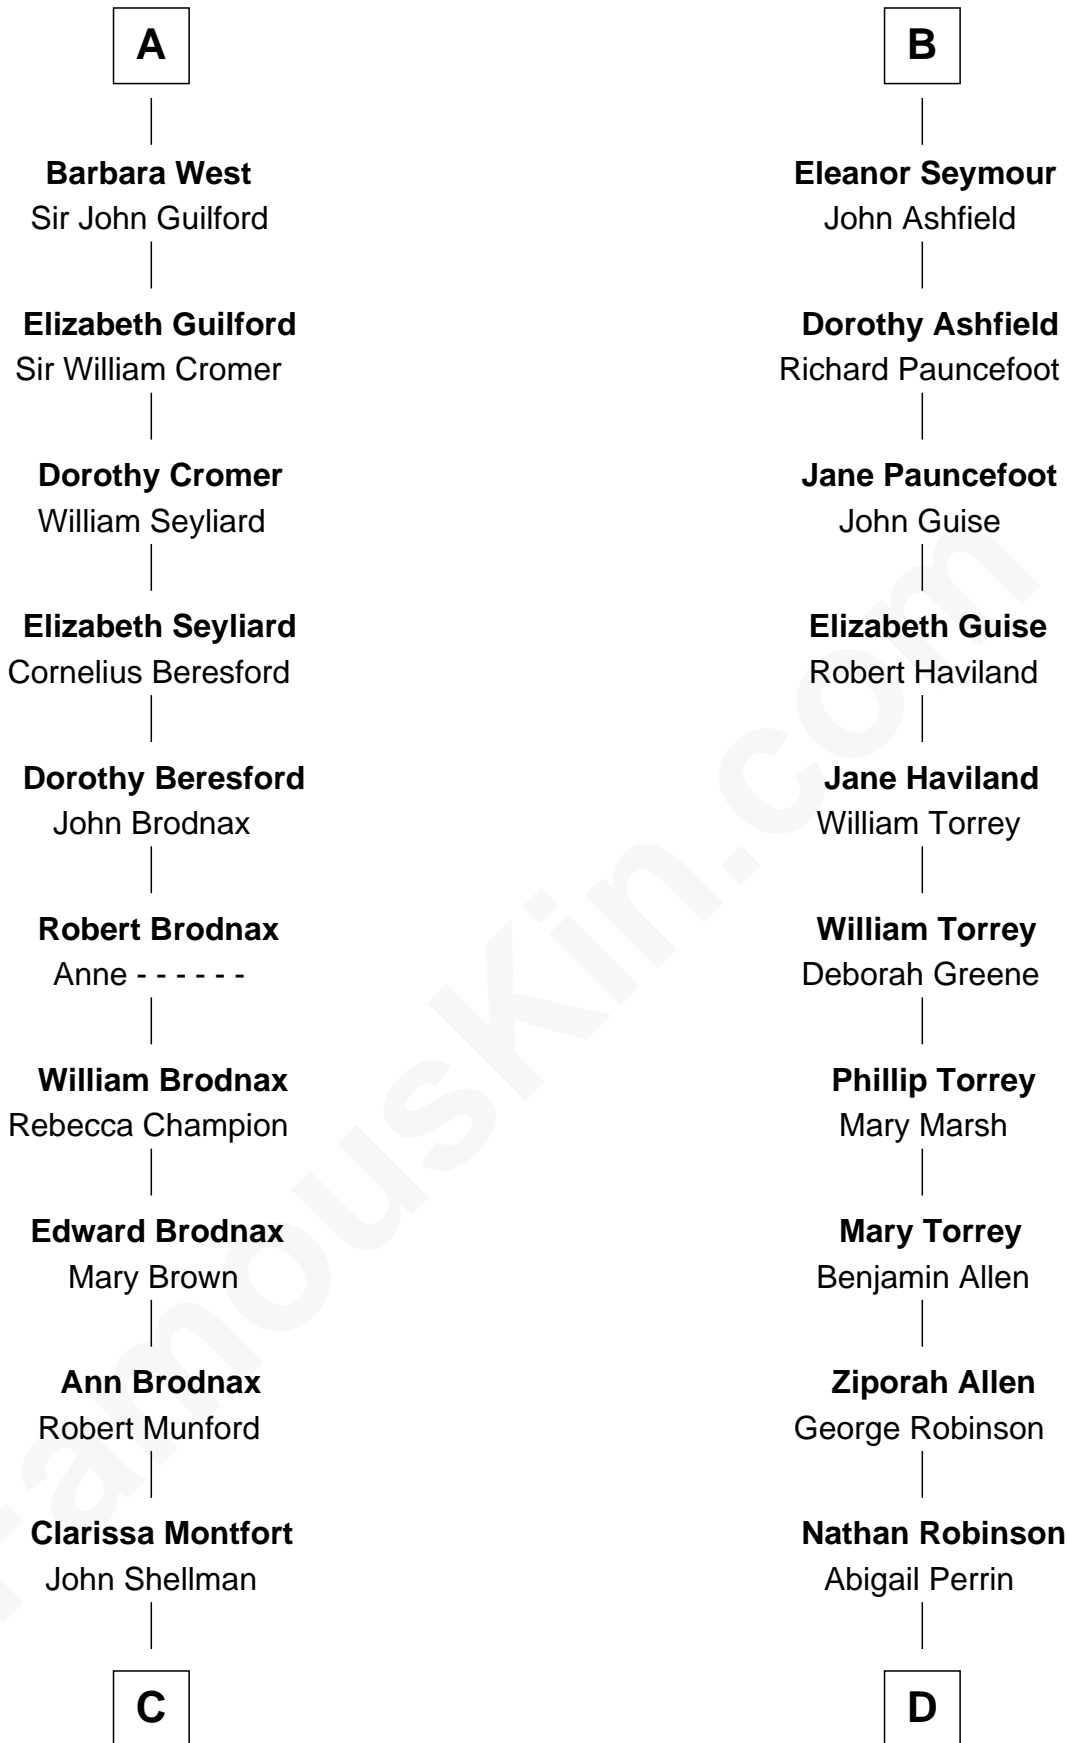 A
Barbara West
Sir John Guilford
Elizabeth Guilford
Sir William Cromer
Dorothy Cromer
William Seyliard
Elizabeth Seyliard
Cornelius Beresford
Dorothy Beresford
John Brodnax
Robert Brodnax
Anne - - - - - -
William Brodnax
Rebecca Champion
Edward Brodnax
Mary Brown
Ann Brodnax
Robert Munford
Clarissa Montfort
John Shellman
C
B
Eleanor Seymour
John Ashfield
Dorothy Ashfield
Richard Pauncefoot
Jane Pauncefoot
John Guise
Elizabeth Guise
Robert Haviland
Jane Haviland
William Torrey
William Torrey
Deborah Greene
Phillip Torrey
Mary Marsh
Mary Torrey
Benjamin Allen
Ziporah Allen
George Robinson
Nathan Robinson
Abigail Perrin
D
FamousKin.com